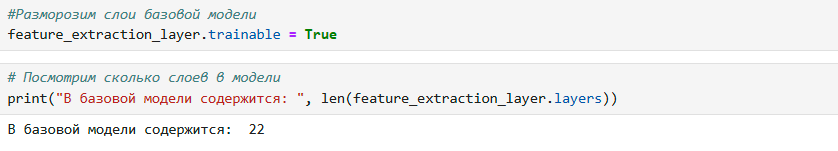 #Разморозим слои базовой модели
feature_extraction_layer.trainable = True
# Посмотрим сколько слоев в модели
print("В базовой модели содержится: ", len(feature_extraction_layer.layers))
В базовой модели содержится:  22